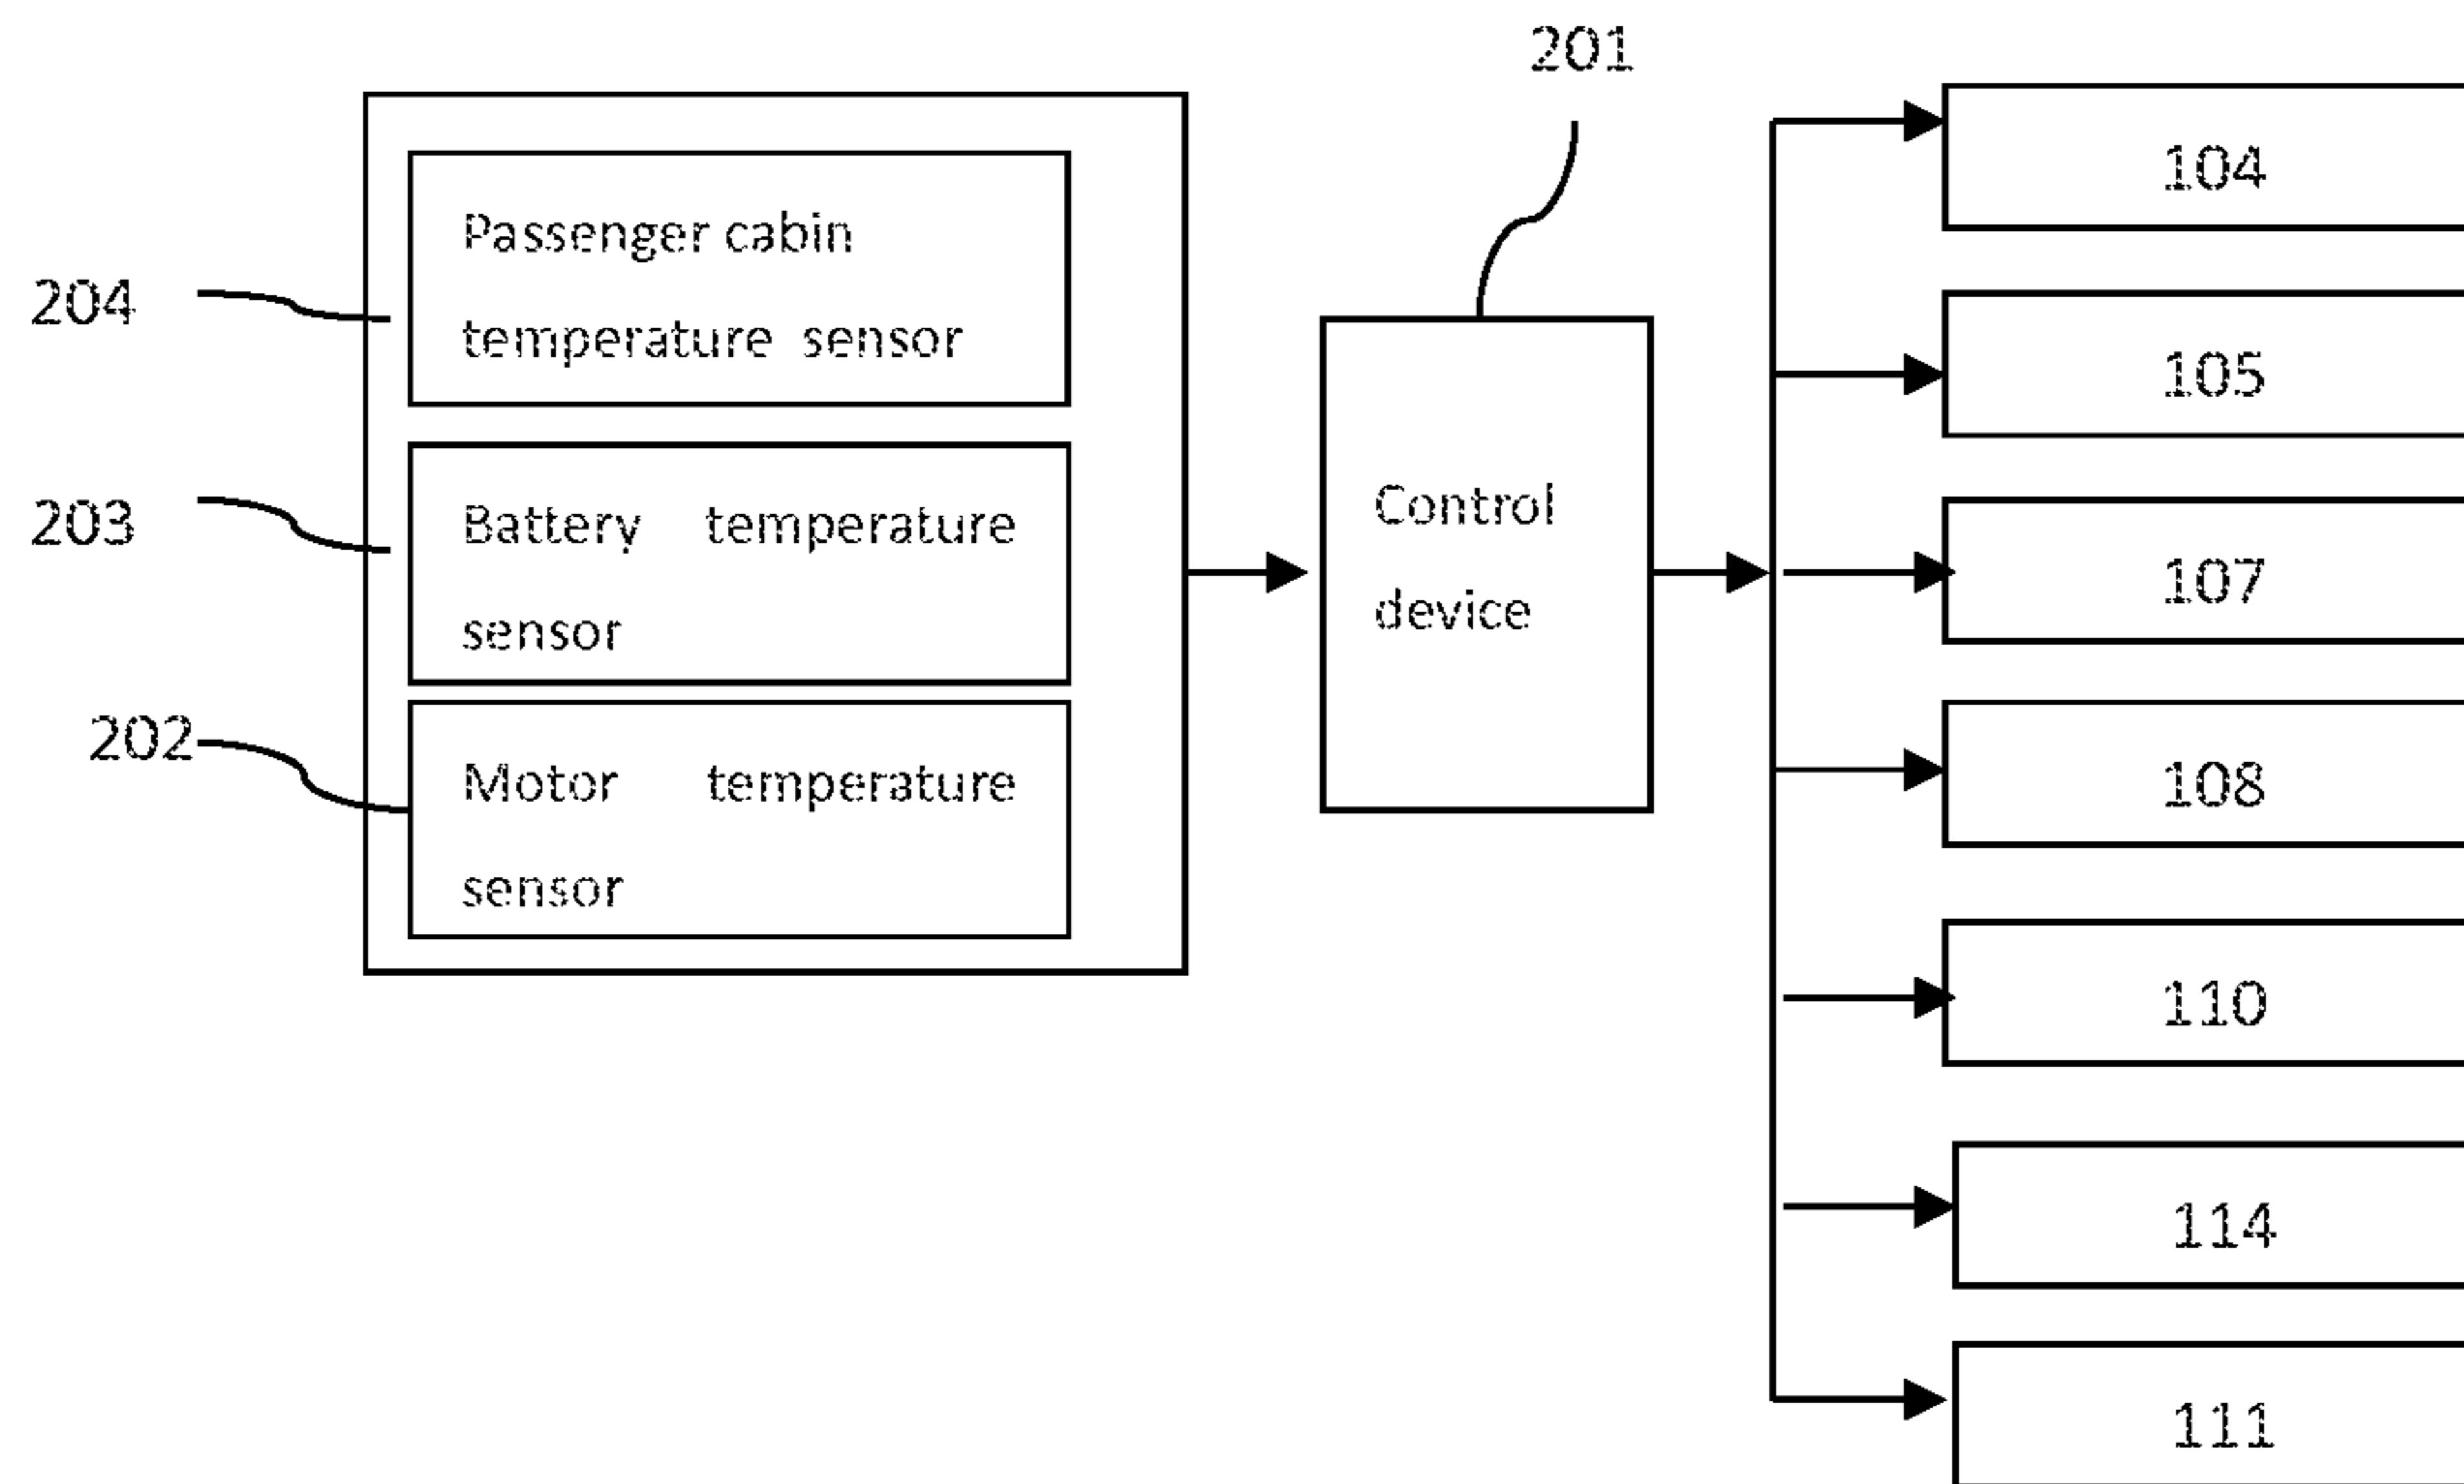 201
204
Passenger cabin
temperature sensor
203
Battery temperature
sensor
202
Motor temperature
sensor
Control
device
104
105
107
108
110
114
111